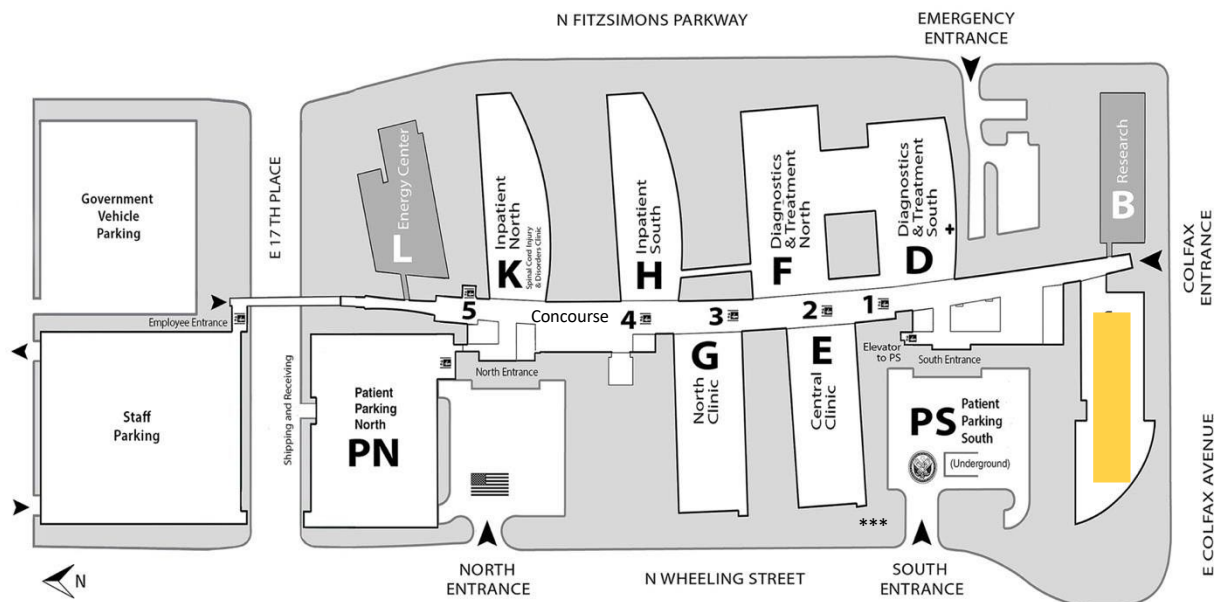 N FITZSIMONS PARKWAY
EMERGENCY
ENTRANCE
Government
Vehicle
Parking
E 17 TH PLACE
L Energy Center
K
Inpatient
North
Spinal Cord Injury
& Disorders Clinic
H
Inpatient
South
F
Diagnostics
& Treatment
North
D
Diagnostics
& Treatment
South
B Research
COLFAX
ENTRANCE
Employee Entrance
5
Concourse
4
3
2
1
Elevator
to PS
South Entrance
North Entrance
Staff
Parking
Shipping and Receiving
Patient
Parking
North
PN
G
North
Clinic
E
Central
Clinic
PS
Patient
Parking
South
(Underground)
***
E COLFAX AVENUE
N
NORTH
ENTRANCE
N WHEELING STREET
SOUTH
ENTRANCE